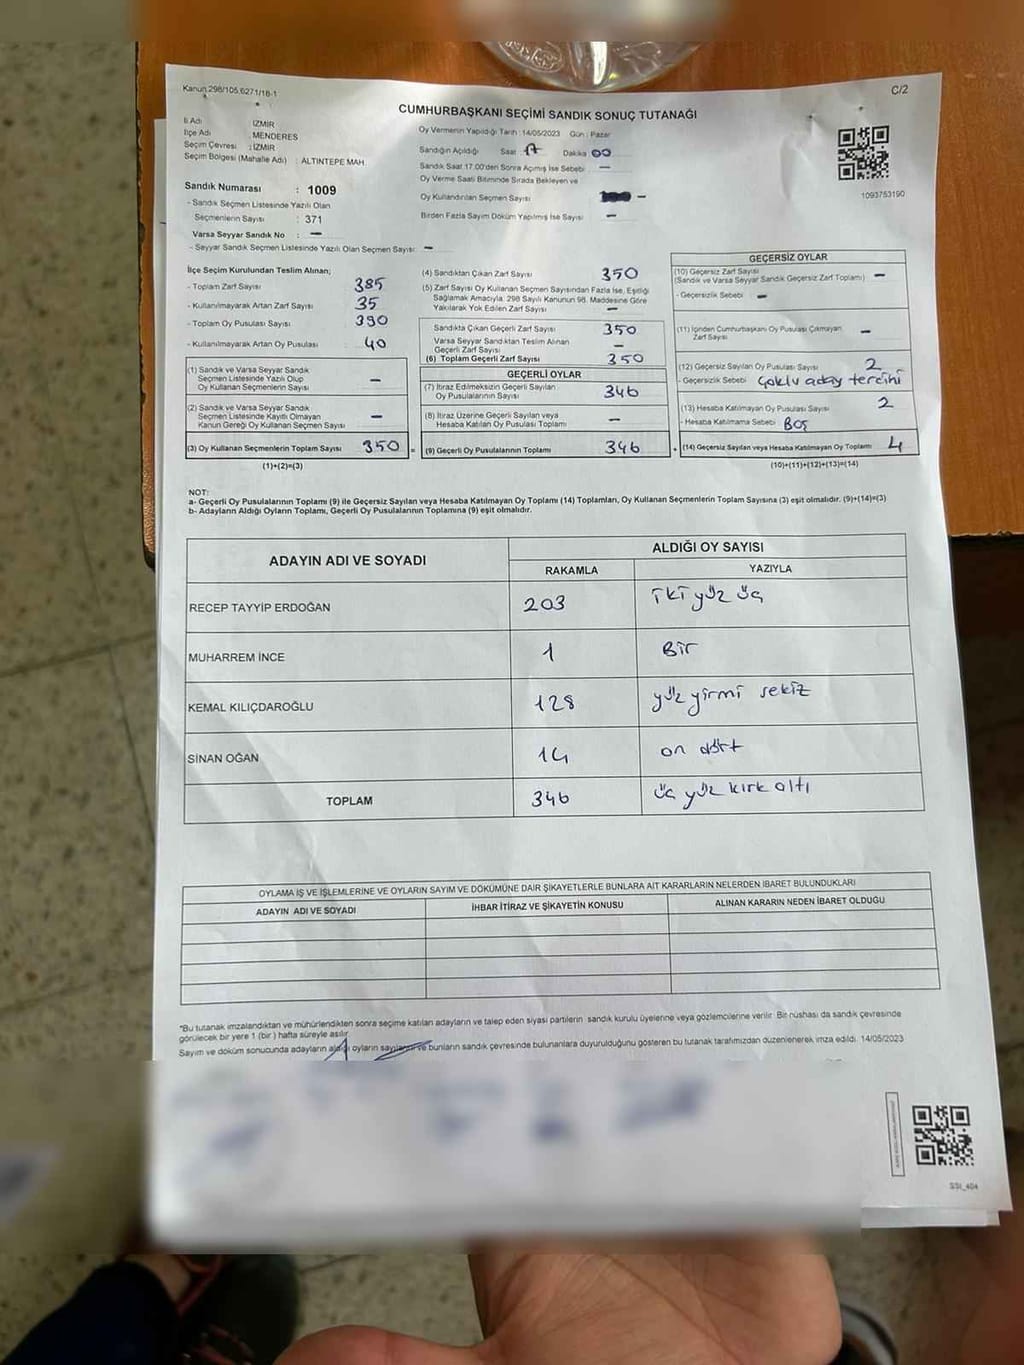 Kanun 298/105,6271/18-1
C/2
CUMHURBAŞKANI SEÇİMİ SANDIK SONUÇ TUTANAĞI
İl Adı : İZMİR
İlçe Adı : MENDERES
Seçim Çevresi : İZMİR
Seçim Bölgesi (Mahalle Adı) : ALTINTEPE MAH.
Sandık Numarası : 1009
- Sandık Seçmen Listesinde Yazılı Olan
Seçmenlerin Sayısı : 371
Varsa Seyyar Sandık No : -
- Seyyar Sandık Seçmen Listesinde Yazılı Olan Seçmen Sayısı: -
Oy Vermenin Yapıldığı Tarih : 14/05/2023 Gün : Pazar
Sandığın Açıldığı Saat 17 Dakika 00
Sandık Saat 17.00'den Sonra Açılmış İse Sebebi -
Oy Verme Saati Bitiminde Sırada Bekleyen ve
Oy Kullandırılan Seçmen Sayısı -
Birden Fazla Sayım Döküm Yapılmış İse Sayısı -
1093753190
İlçe Seçim Kurulundan Teslim Alınan;
- Toplam Zarf Sayısı 385
- Kullanılmayarak Artan Zarf Sayısı 35
- Toplam Oy Pusulası Sayısı 390
- Kullanılmayarak Artan Oy Pusulası 40
(1) Sandık ve Varsa Seyyar Sandık
Seçmen Listesinde Yazılı Olup
Oy Kullanan Seçmenlerin Sayısı -
(2) Sandık ve Varsa Seyyar Sandık
Seçmen Listesinde Kayıtlı Olmayan
Kanun Gereği Oy Kullanan Seçmen Sayısı -
(3) Oy Kullanan Seçmenlerin Toplam Sayısı 350 =
(1)+(2)=(3)
(4) Sandıktan Çıkan Zarf Sayısı 350
(5) Zarf Sayısı Oy Kullanan Seçmen Sayısından Fazla İse, Eşitliği
Sağlamak Amacıyla; 298 Sayılı Kanunun 98. Maddesine Göre
Yakılarak Yok Edilen Zarf Sayısı -
Sandıkta Çıkan Geçerli Zarf Sayısı 350
Varsa Seyyar Sandıktan Teslim Alınan
Geçerli Zarf Sayısı -
(6) Toplam Geçerli Zarf Sayısı 350
GEÇERLİ OYLAR
(7) İtiraz Edilmeksizin Geçerli Sayılan
Oy Pusulalarının Sayısı 346
(8) İtiraz Üzerine Geçerli Sayılan veya
Hesaba Katılan Oy Pusulası Toplamı -
(9) Geçerli Oy Pusulalarının Toplamı 346 +
GEÇERSİZ OYLAR
(10) Geçersiz Zarf Sayısı
(Sandık ve Varsa Seyyar Sandık Geçersiz Zarf Toplamı) -
- Geçersizlik Sebebi : -
(11) İçinden Cumhurbaşkanı Oy Pusulası Çıkmayan
Zarf Sayısı -
(12) Geçersiz Sayılan Oy Pusulası Sayısı 2
- Geçersizlik Sebebi Çoklu aday tercihi
(13) Hesaba Katılmayan Oy Pusulası Sayısı 2
- Hesaba Katılmama Sebebi : Boş
(14) Geçersiz Sayılan veya Hesaba Katılmayan Oy Toplamı 4
(10)+(11)+(12)+(13)=(14)
NOT:
a- Geçerli Oy Pusulalarının Toplamı (9) ile Geçersiz Sayılan veya Hesaba Katılmayan Oy Toplamı (14) Toplamları, Oy Kullanan Seçmenlerin Toplam Sayısına (3) eşit olmalıdır. (9)+(14)=(3)
b- Adayların Aldığı Oyların Toplamı, Geçerli Oy Pusulalarının Toplamına (9) eşit olmalıdır.
ADAYIN ADI VE SOYADI
ALDIĞI OY SAYISI
RAKAMLA YAZIYLA
RECEP TAYYİP ERDOĞAN 203 iki yüz üç
MUHARREM İNCE 1 Bir
KEMAL KILIÇDAROĞLU 128 yüz yirmi sekiz
SİNAN OĞAN 14 on dört
TOPLAM 346 üç yüz kırk altı
OYLAMA İŞ VE İŞLEMLERİNE VE OYLARIN SAYIM VE DÖKÜMÜNE DAİR ŞİKAYETLERLE BUNLARA AİT KARARLARIN NELERDEN İBARET BULUNDUKLARI
ADAYIN ADI VE SOYADI İHBAR İTİRAZ VE ŞİKAYETİN KONUSU ALINAN KARARIN NEDEN İBARET OLDUĞU
*Bu tutanak imzalandıktan ve mühürlendikten sonra seçime katılan adayların ve talep eden siyasi partilerin sandık kurulu üyelerine veya gözlemcilerine verilir. Bir nüshası da sandık çevresinde
görülecek bir yere 1 (bir) hafta süreyle asılır.
Sayım ve döküm sonucunda adayların aldığı oyların sayılarını ve bunların sandık çevresinde bulunanlara duyurulduğunu gösteren bu tutanak tarafımızdan düzenlenerek imza edildi. 14/05/2023
SSI_404